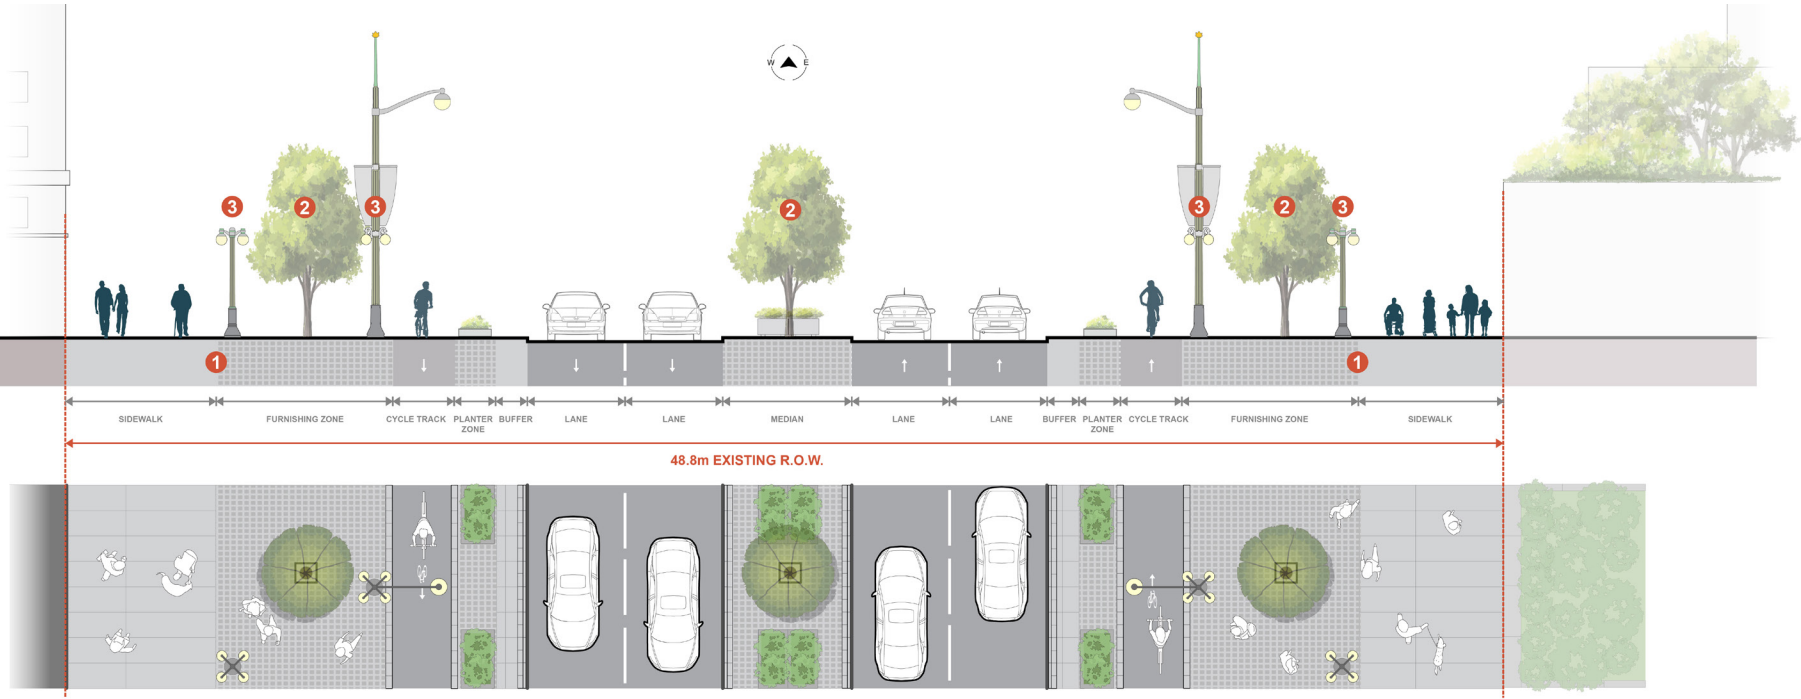 W E
3 2 3 2 3 2 3
1 1
SIDEWALK FURNISHING ZONE CYCLE TRACK PLANTER ZONE BUFFER LANE LANE MEDIAN LANE LANE BUFFER PLANTER ZONE CYCLE TRACK FURNISHING ZONE SIDEWALK
48.8m EXISTING R.O.W.